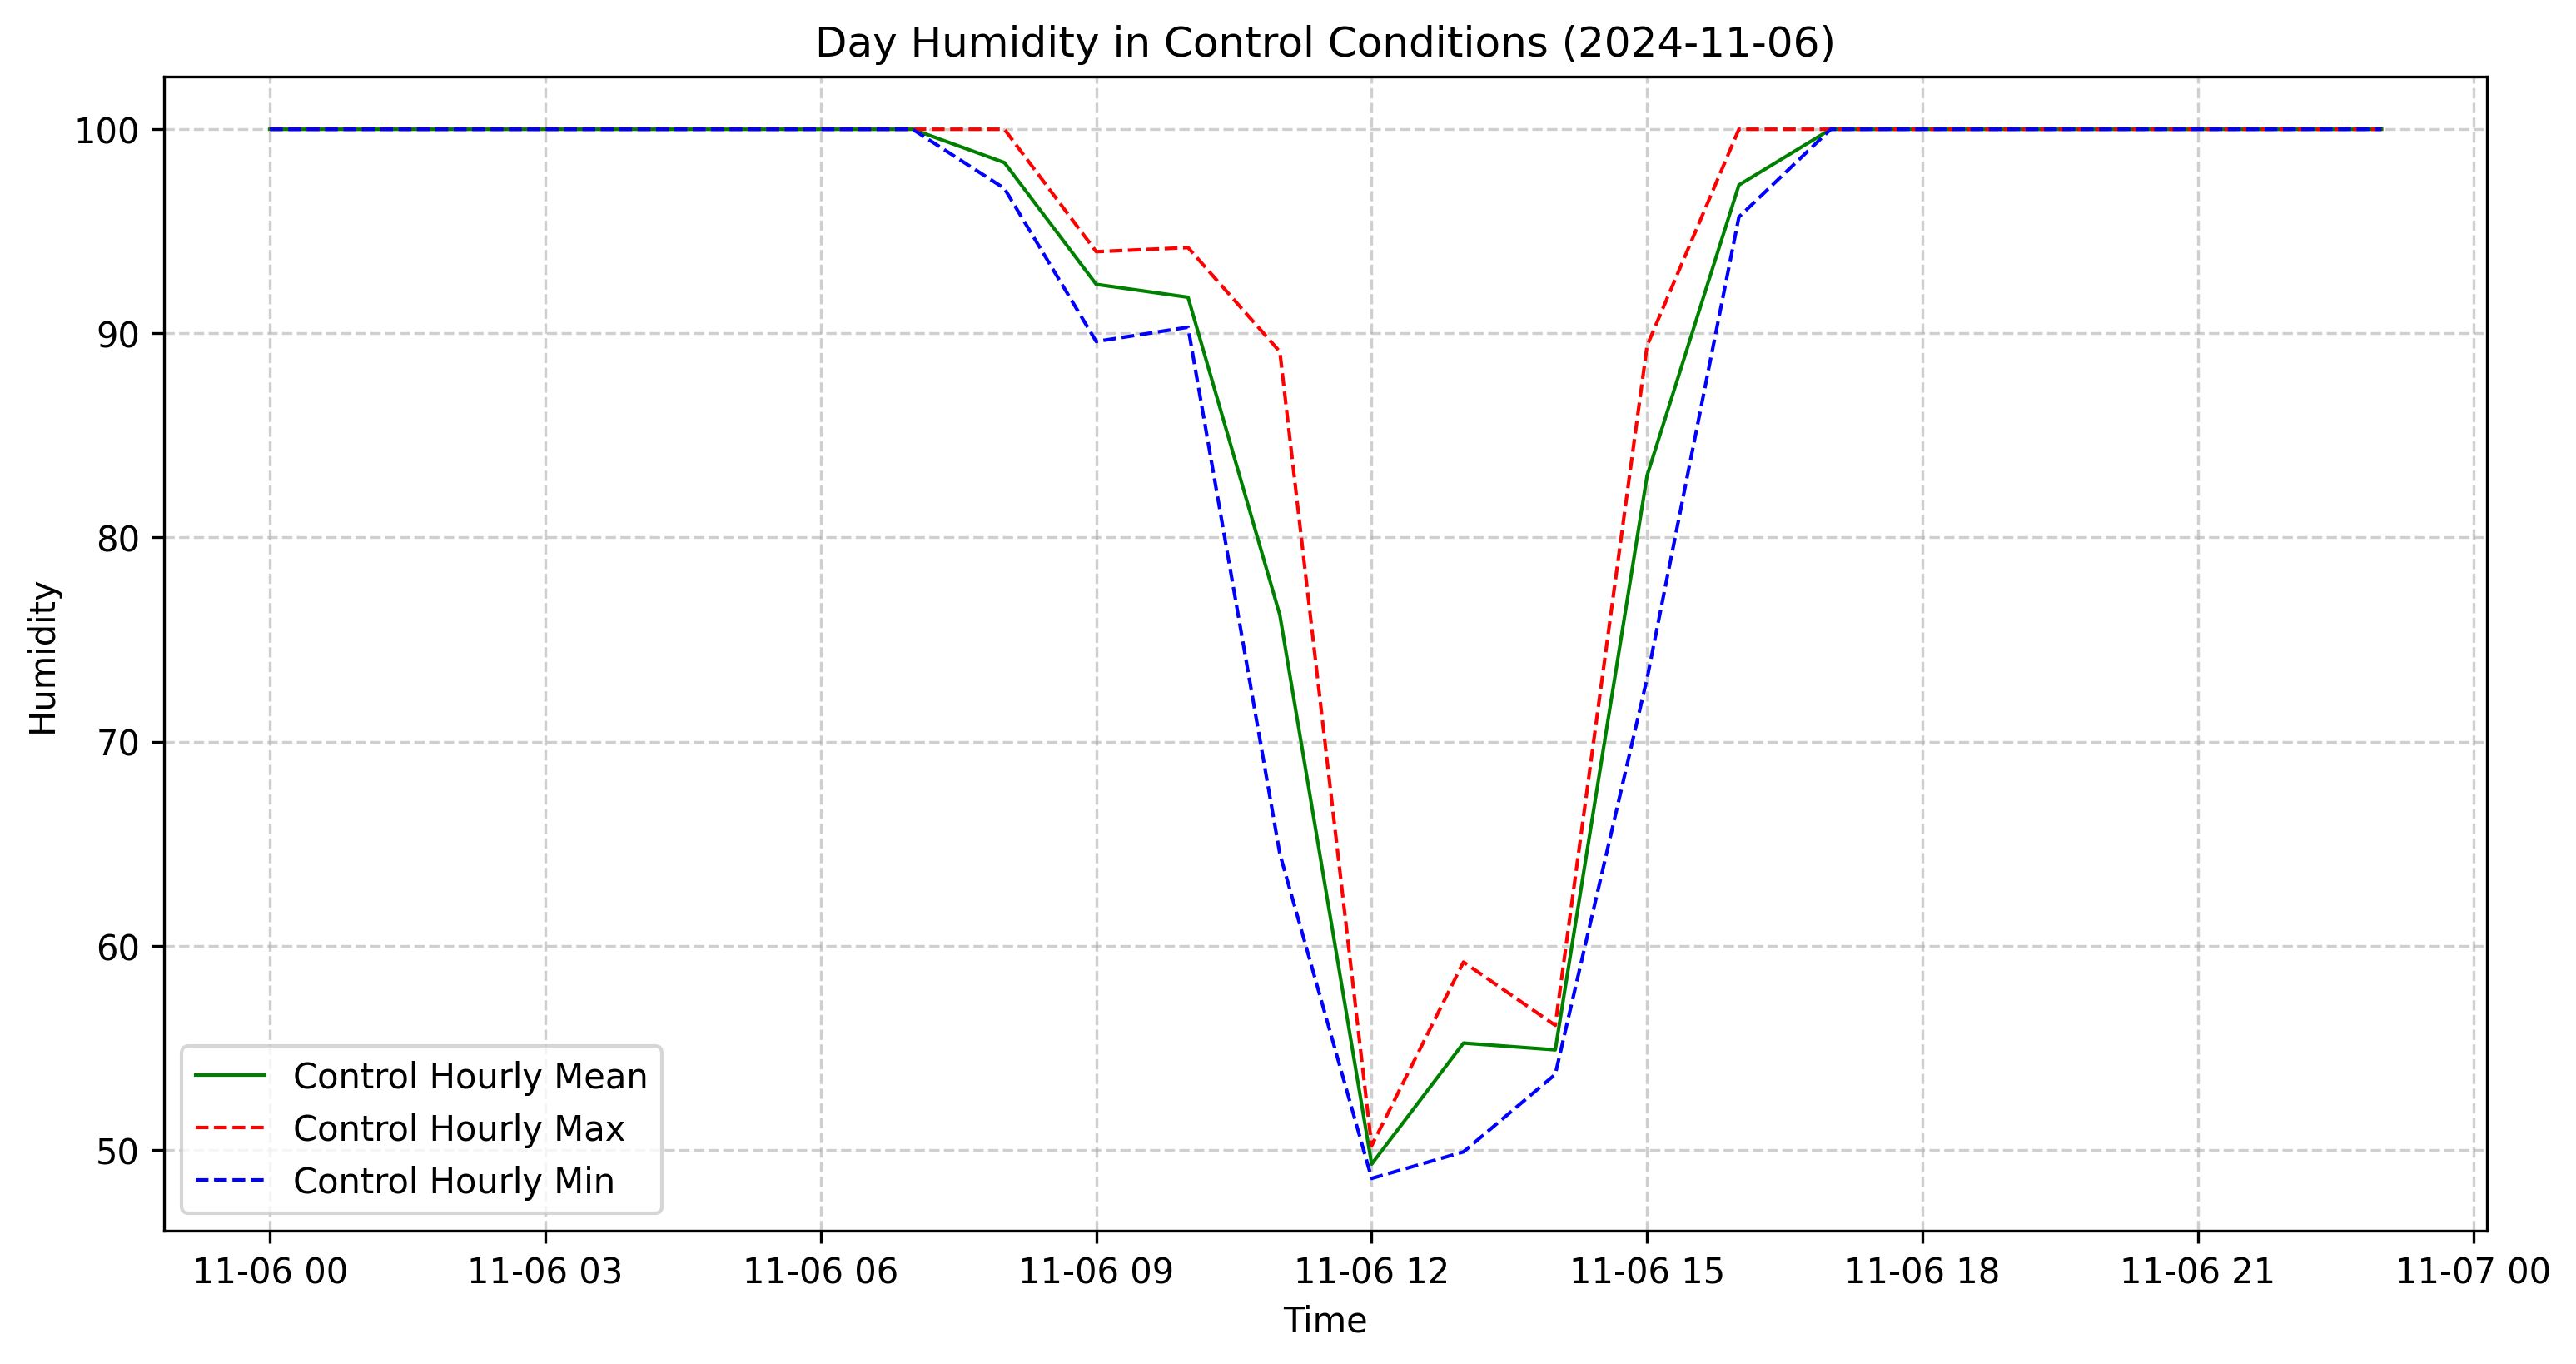 Day Humidity in Control Conditions (2024-11-06)
100
90
80
70
60
50
Humidity
Control Hourly Mean
Control Hourly Max
Control Hourly Min
11-06 00 11-06 03 11-06 06 11-06 09 11-06 12 11-06 15 11-06 18 11-06 21 11-07 00
Time